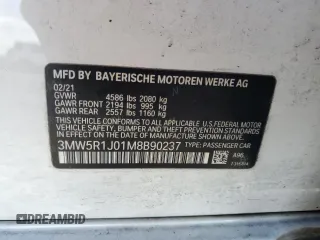 MFD BY BAYERISCHE MOTOREN WERKE AG
02/21
GVWR 4586 lbs 2080 kg
GAWR FRONT 2194 lbs 995 kg
GAWR REAR 2557 lbs 1160 kg
THIS VEHICLE CONFORMS TO ALL APPLICABLE U.S. FEDERAL MOTOR
VEHICLE SAFETY, BUMPER, AND THEFT PREVENTION STANDARDS IN
EFFECT ON THE DATE OF MANUFACTURE SHOWN ABOVE
3MW5R1J01M8890237 TYPE: PASSENGER CAR
A96
DREAMBID